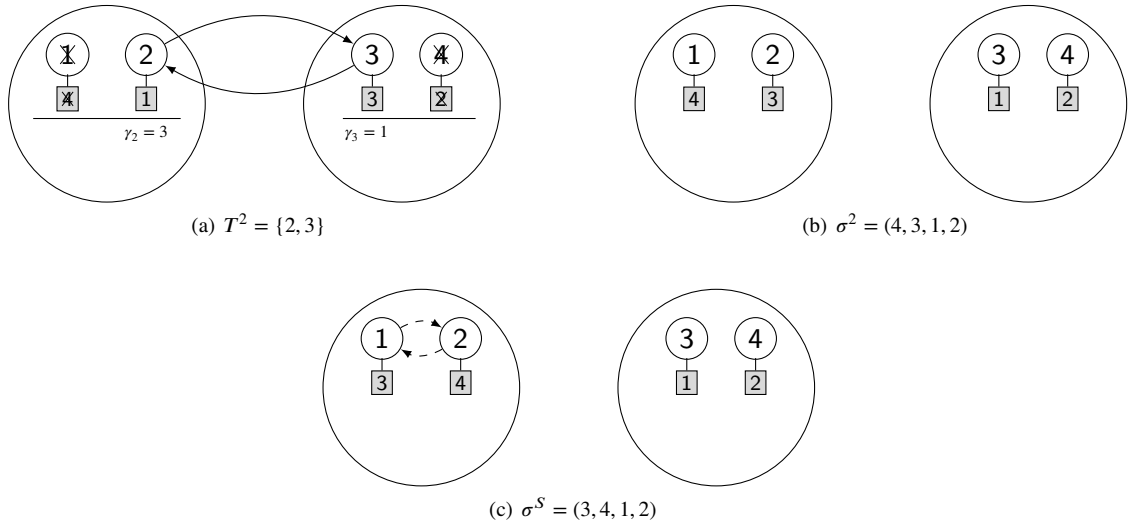 1 2 3 4
4 1 3 2
γ₂ = 3 γ₃ = 1
(a) T² = {2, 3}
1 2 3 4
4 3 1 2
(b) σ² = (4, 3, 1, 2)
1 2 3 4
3 4 1 2
(c) σˢ = (3, 4, 1, 2)